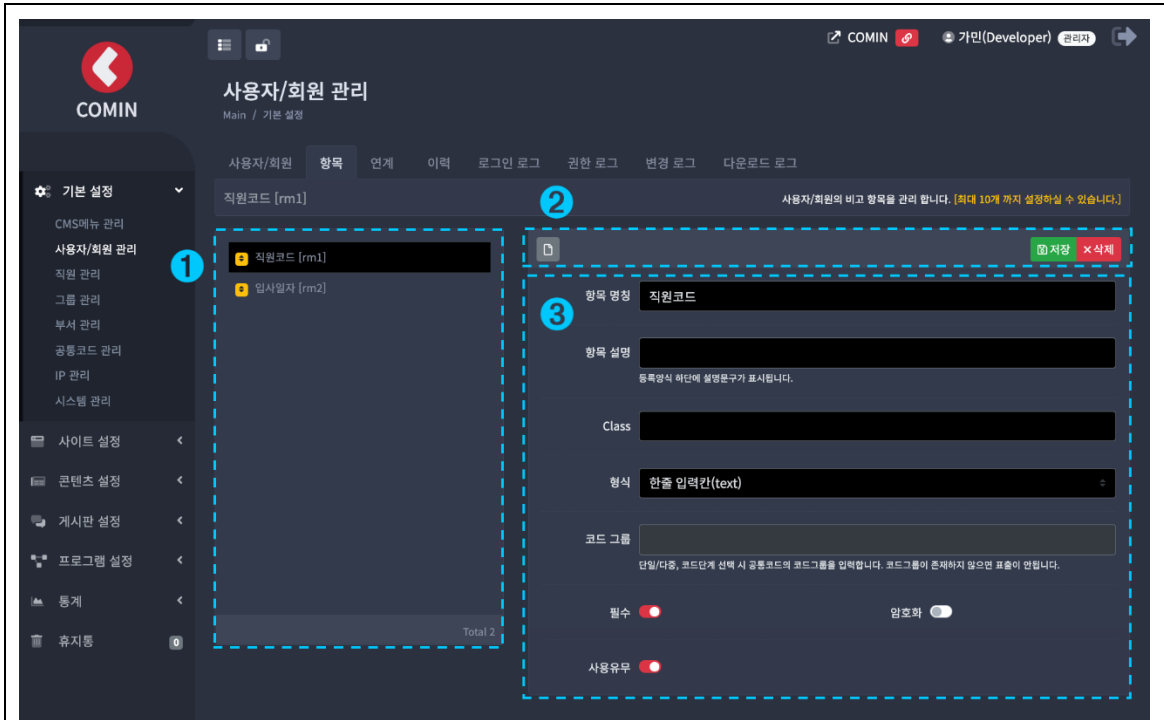 COMIN
가민(Developer)
관리자
COMIN
사용자/회원 관리
Main / 기본 설정
사용자/회원 항목 연계 이력 로그인 로그 권한 로그 변경 로그 다운로드 로그
직원코드 [rm1]
사용자/회원의 비고 항목을 관리 합니다. [최대 10개 까지 설정하실 수 있습니다.]
기본 설정
CMS메뉴 관리
사용자/회원 관리
직원 관리
그룹 관리
부서 관리
공통코드 관리
IP 관리
시스템 관리
사이트 설정
콘텐츠 설정
게시판 설정
프로그램 설정
통계
휴지통 0
1
직원코드 [rm1]
입사일자 [rm2]
Total 2
2
저장 ×삭제
3
항목 명칭 직원코드
항목 설명
등록양식 하단에 설명문구가 표시됩니다.
Class
형식 한줄 입력칸(text)
코드 그룹
단일/다중, 코드단계 선택 시 공통코드의 코드그룹을 입력합니다. 코드그룹이 존재하지 않으면 표출이 안됩니다.
필수 암호화
사용유무